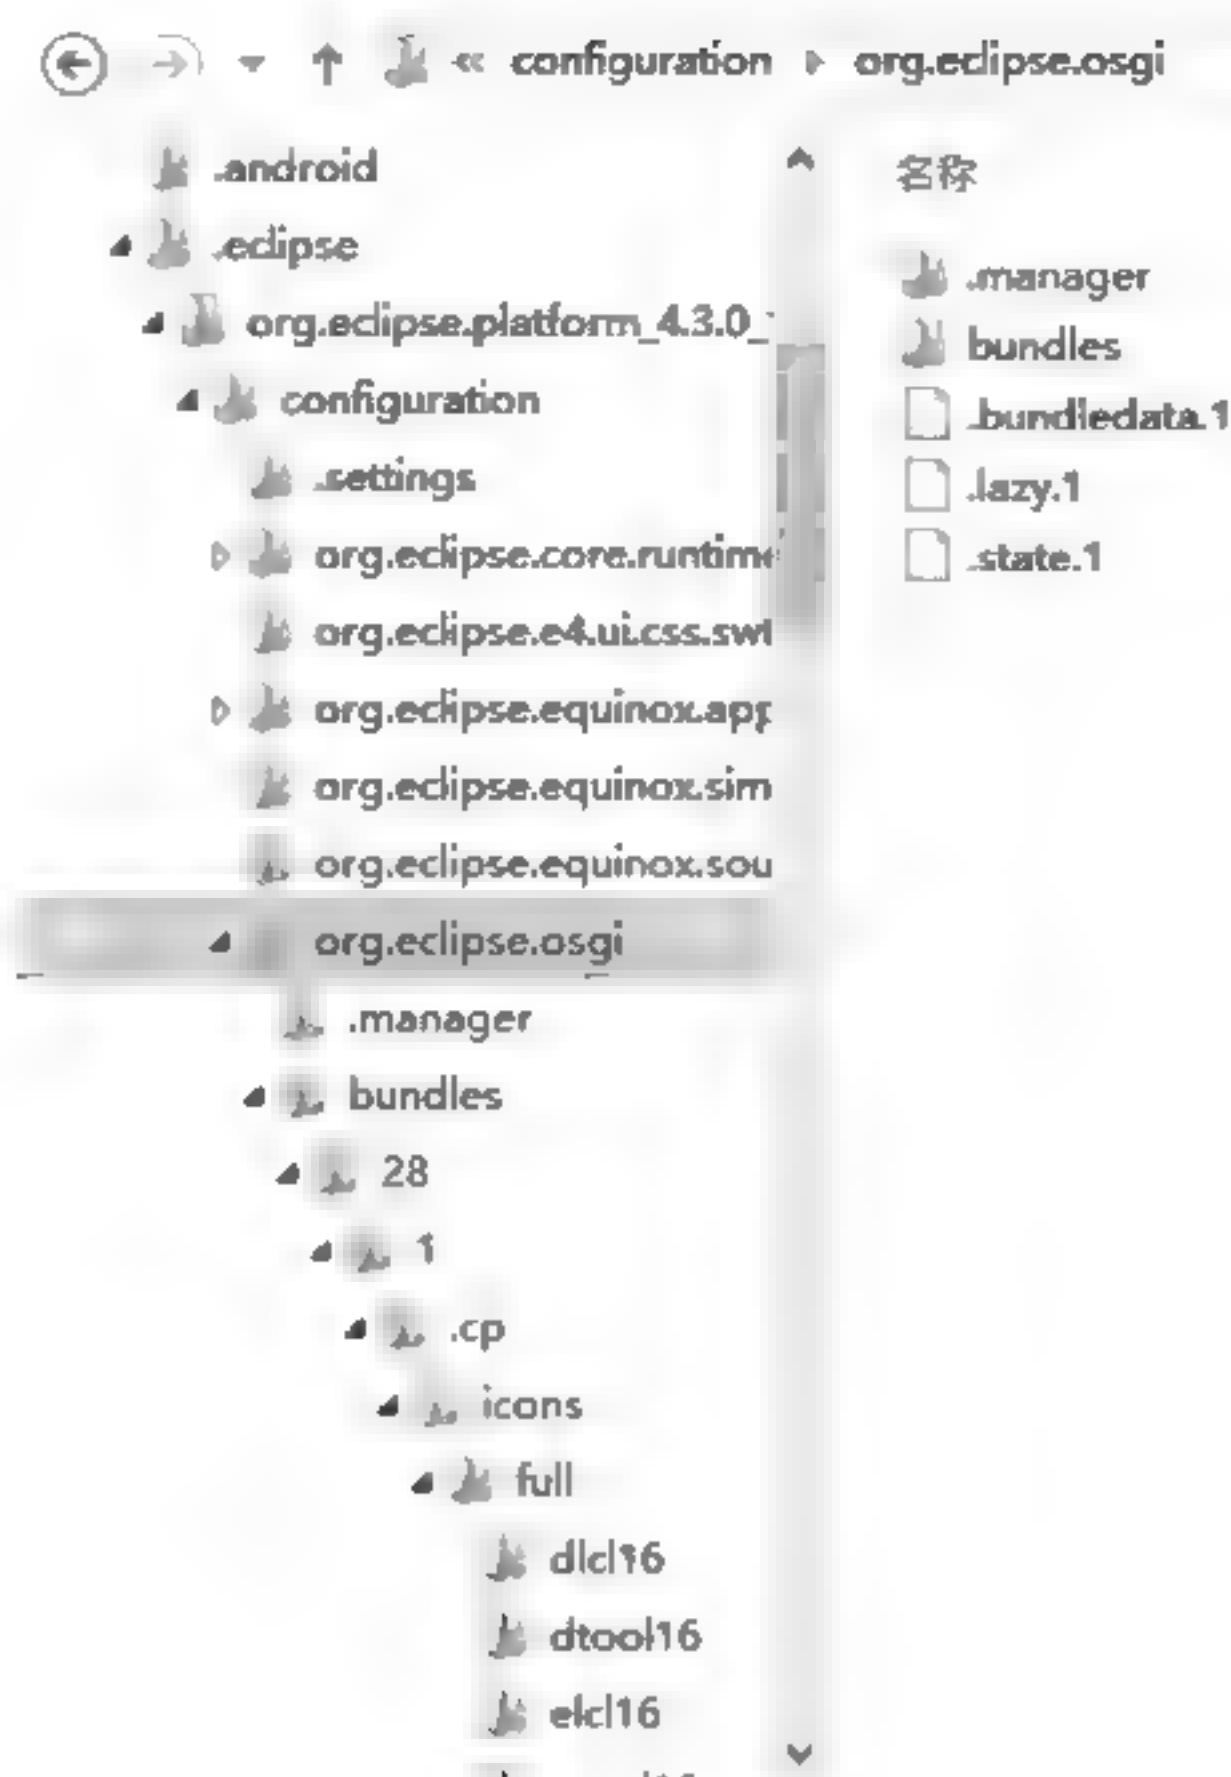 « configuration ▸ org.eclipse.osgi
.android
.eclipse
org.eclipse.platform_4.3.0_
configuration
.settings
org.eclipse.core.runtime
org.eclipse.e4.ui.css.swt
org.eclipse.equinox.app
org.eclipse.equinox.sim
org.eclipse.equinox.sou
org.eclipse.osgi
.manager
bundles
28
1
.cp
icons
full
dlcl16
dtool16
elcl16
名称
.manager
bundles
.bundledata.1
.lazy.1
.state.1